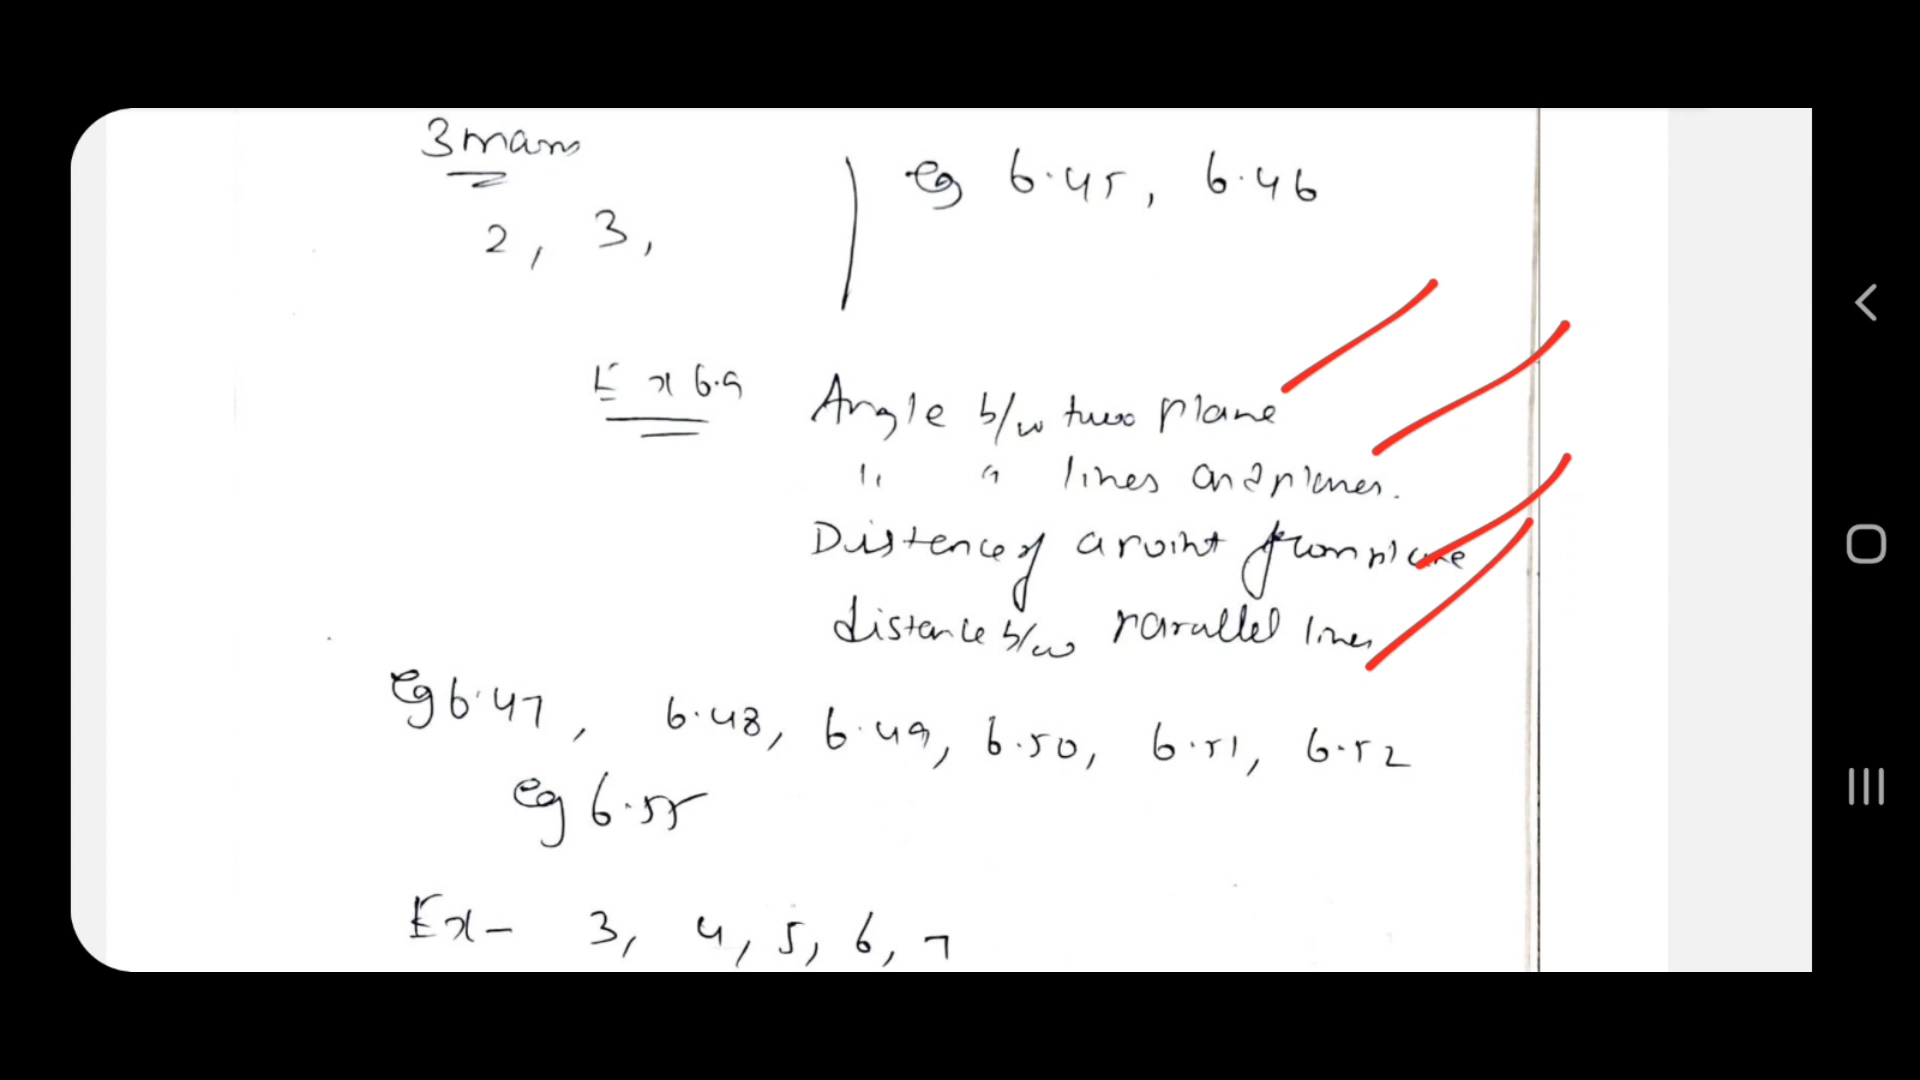 3 mars
eg 6.45, 6.46
2, 3,
Ex 6.9
Angle b/w two plane
" " lines and planes.
Distence of a point from plane
distance b/w parallel lines
eg 6.47, 6.48, 6.49, 6.50, 6.51, 6.52
eg 6.55
Ex- 3, 4, 5, 6, 7